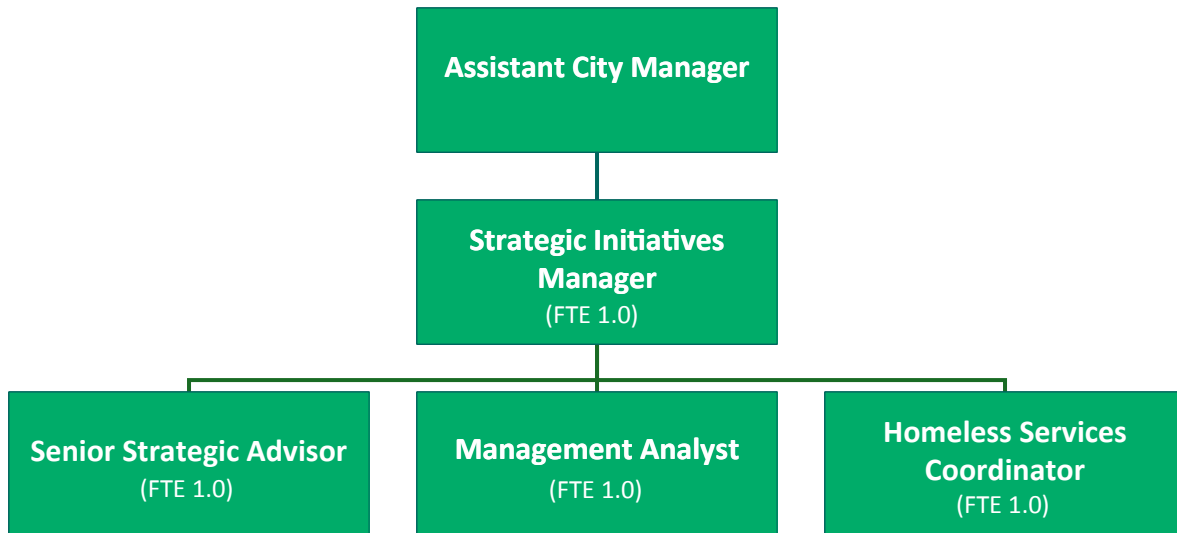 Assistant City Manager
Strategic Initiatives
Manager
(FTE 1.0)
Senior Strategic Advisor
(FTE 1.0)
Management Analyst
(FTE 1.0)
Homeless Services
Coordinator
(FTE 1.0)